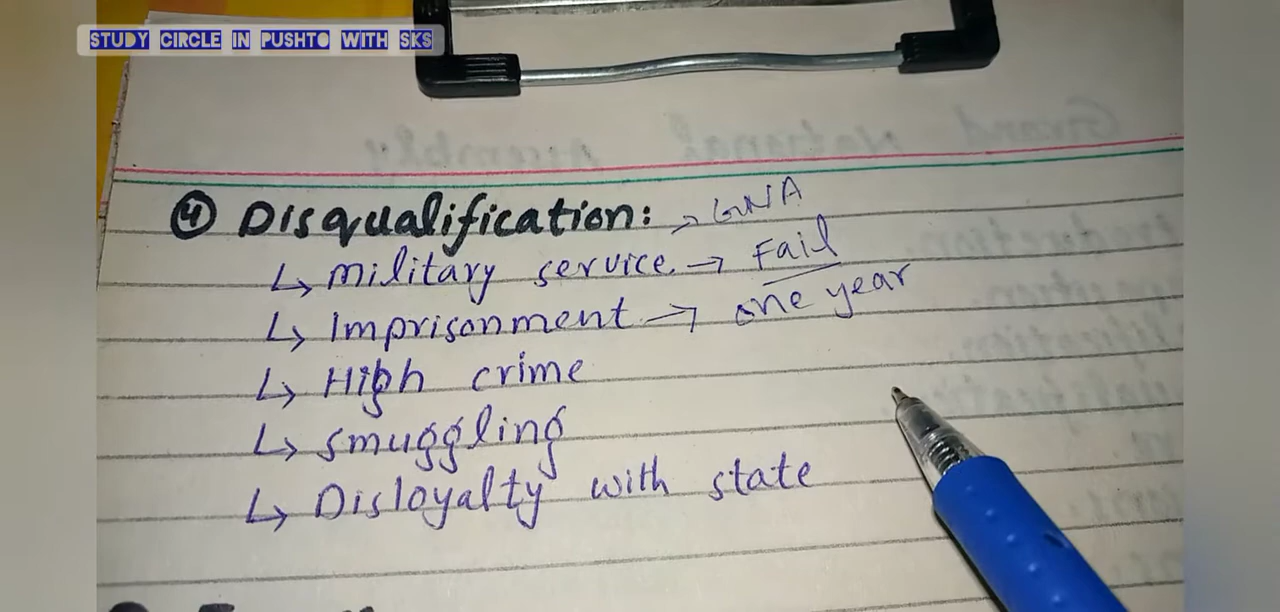 STUDY CIRCLE IN PUSHTO WITH SKS
④ Disqualification: → GNA
↳ Military service. → Fail
↳ Imprisonment → one year
↳ High crime
↳ smuggling
↳ Disloyalty with state